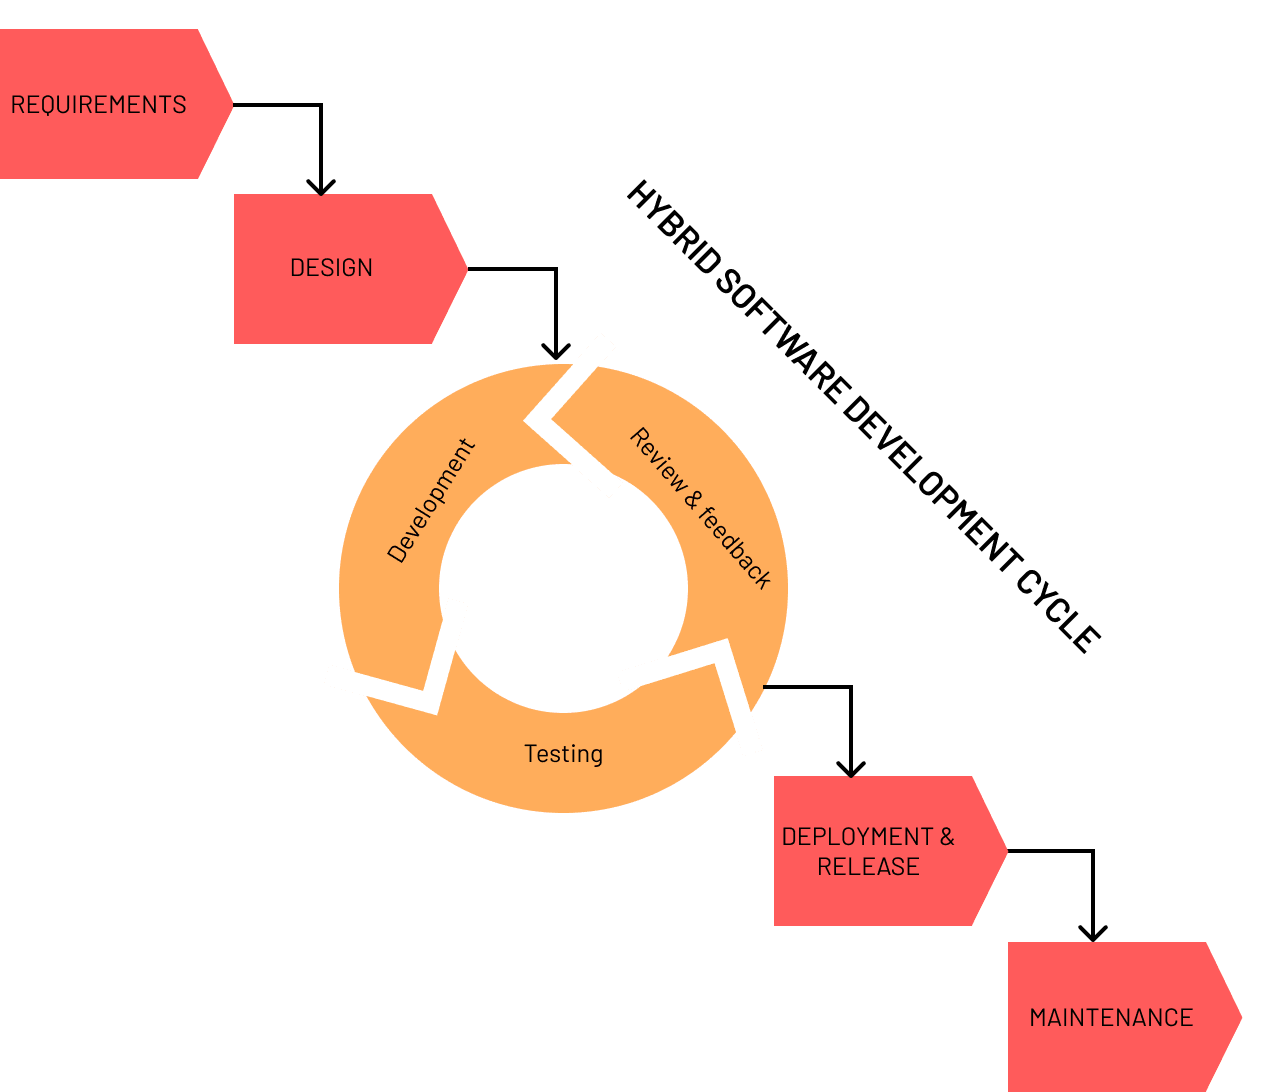 REQUIREMENTS
DESIGN
HYBRID SOFTWARE DEVELOPMENT CYCLE
Development
Review & feedback
Testing
DEPLOYMENT &
RELEASE
MAINTENANCE